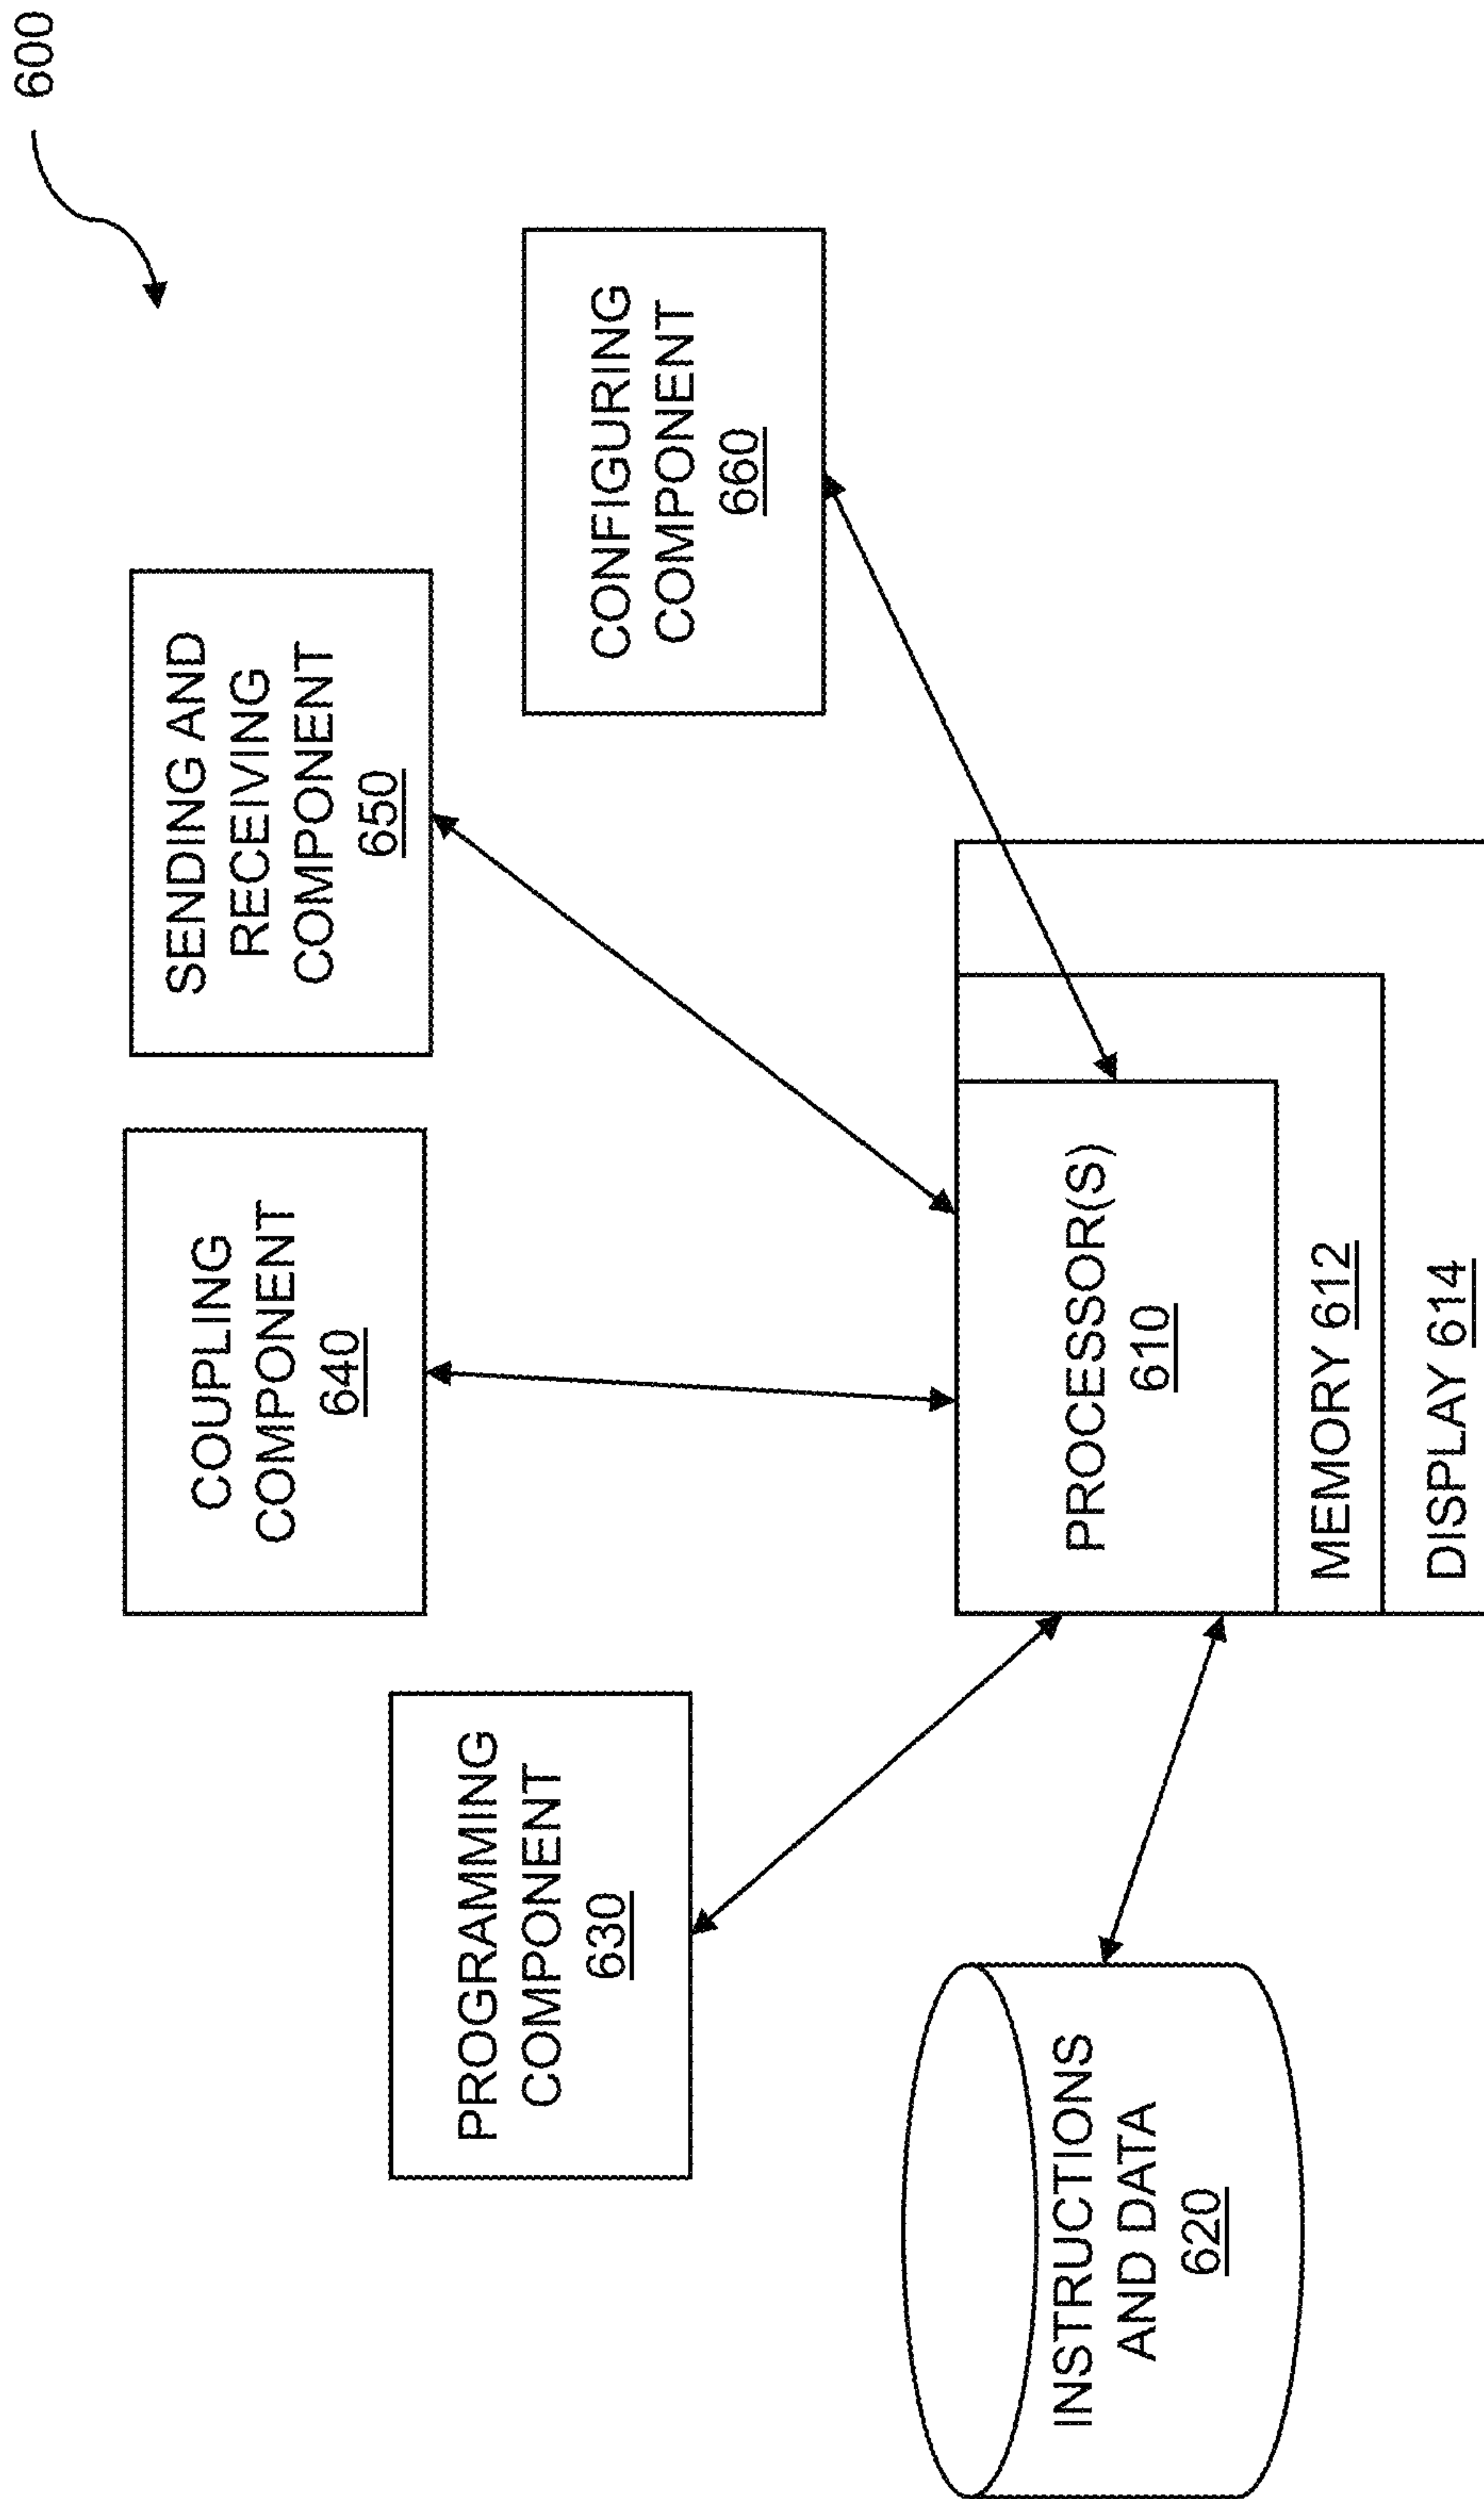 600
SENDING AND
RECEIVING
COMPONENT
650
COUPLING
COMPONENT
640
CONFIGURING
COMPONENT
660
PROGRAMMING
COMPONENT
630
INSTRUCTIONS
AND DATA
620
PROCESSOR(S)
610
MEMORY 612
DISPLAY 614